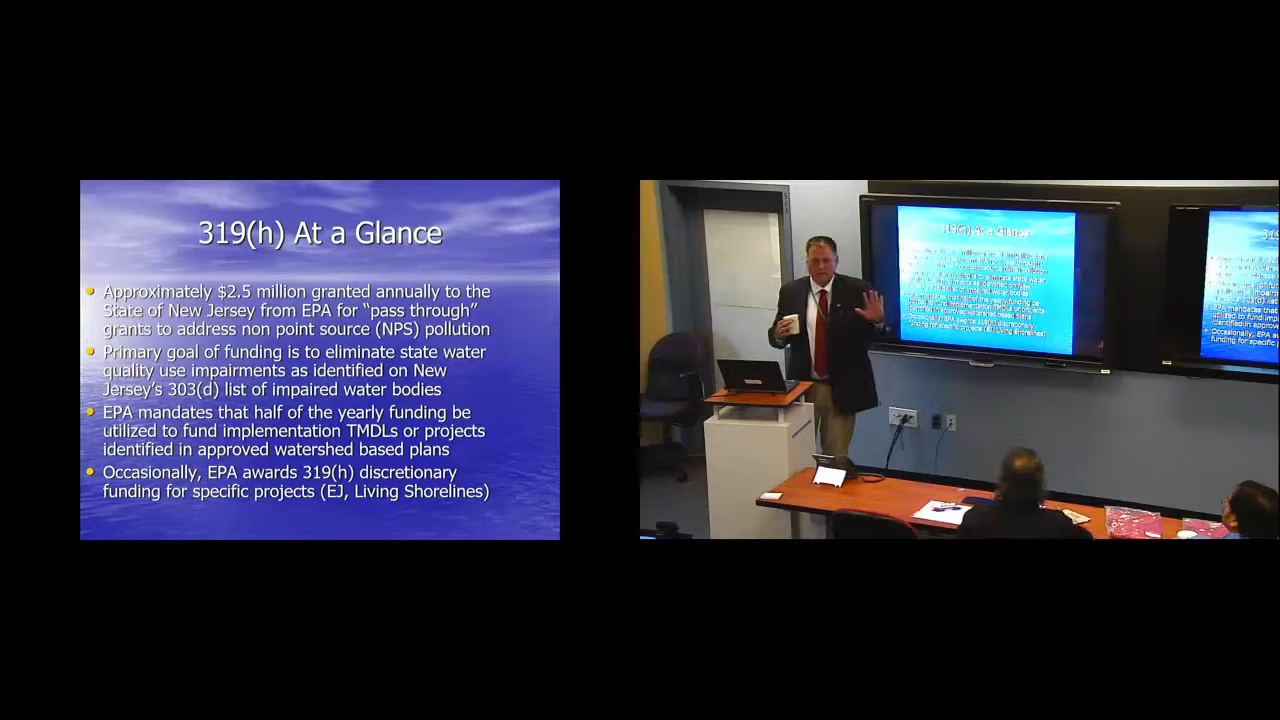 319(h) At a Glance
Approximately $2.5 million granted annually to the
State of New Jersey from EPA for “pass through”
grants to address non point source (NPS) pollution
Primary goal of funding is to eliminate state water
quality use impairments as identified on New
Jersey’s 303(d) list of impaired water bodies
EPA mandates that half of the yearly funding be
utilized to fund implementation TMDLs or projects
identified in approved watershed based plans
Occasionally, EPA awards 319(h) discretionary
funding for specific projects (EJ, Living Shorelines)
319(h) At a Glance